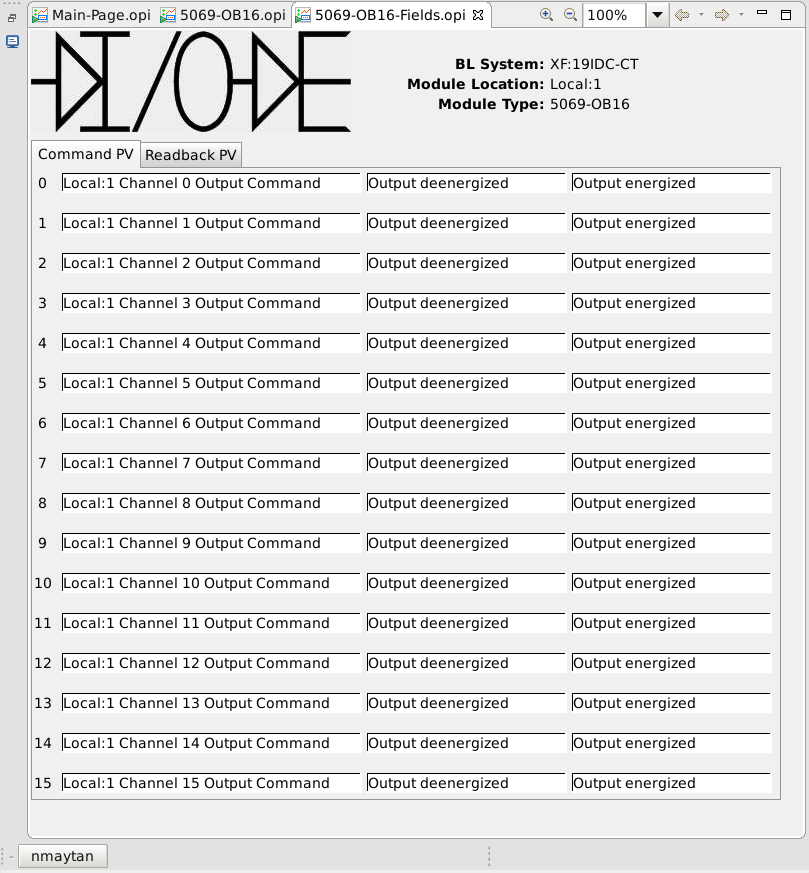 Main-Page.opi 5069-OB16.opi 5069-OB16-Fields.opi 100%
DI/ODE
BL System: XF:19IDC-CT
Module Location: Local:1
Module Type: 5069-OB16
Command PV Readback PV
0 Local:1 Channel 0 Output Command Output deenergized Output energized
1 Local:1 Channel 1 Output Command Output deenergized Output energized
2 Local:1 Channel 2 Output Command Output deenergized Output energized
3 Local:1 Channel 3 Output Command Output deenergized Output energized
4 Local:1 Channel 4 Output Command Output deenergized Output energized
5 Local:1 Channel 5 Output Command Output deenergized Output energized
6 Local:1 Channel 6 Output Command Output deenergized Output energized
7 Local:1 Channel 7 Output Command Output deenergized Output energized
8 Local:1 Channel 8 Output Command Output deenergized Output energized
9 Local:1 Channel 9 Output Command Output deenergized Output energized
10 Local:1 Channel 10 Output Command Output deenergized Output energized
11 Local:1 Channel 11 Output Command Output deenergized Output energized
12 Local:1 Channel 12 Output Command Output deenergized Output energized
13 Local:1 Channel 13 Output Command Output deenergized Output energized
14 Local:1 Channel 14 Output Command Output deenergized Output energized
15 Local:1 Channel 15 Output Command Output deenergized Output energized
nmaytan